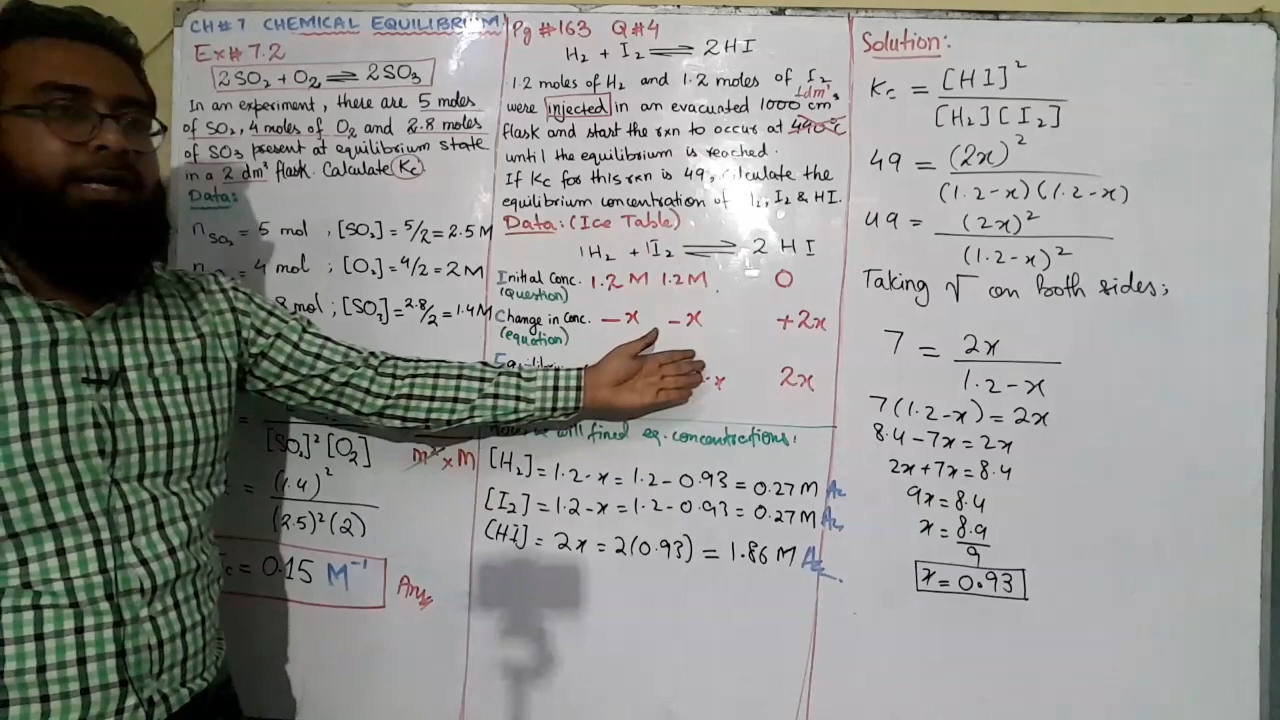 CH#7 CHEMICAL EQUILIBRIUM
Ex# 7.2
2SO₂ + O₂ ⇌ 2SO₃
In an experiment, there are 5 moles
of SO₂, 4 moles of O₂ and 2.8 moles
of SO₃ present at equilibrium state
in a 2 dm³ flask. Calculate Kc
Data:
n SO₂ = 5 mol , [SO₂] = 5/2 = 2.5 M
= 4 mol ; [O₂] = 4/2 = 2 M
8 mol ; [SO₃] = 2.8/2 = 1.4 M
[SO₂]² [O₂]
M² × M
= (1.4)²
(2.5)² (2)
= 0.15 M⁻¹
Ans
Pg #163 Q#4
H₂ + I₂ ⇌ 2HI
1.2 moles of H₂ and 1.2 moles of I₂
1dm³
were injected in an evacuated 1000 cm³
flask and start the rxn to occur at 440°C
until the equilibrium is reached.
If Kc for this rxn is 49, calculate the
equilibrium concentration of I₂, I₂ & HI.
Data: (Ice Table)
1H₂ + 1I₂ ⇌ 2 HI
Initial Conc. 1.2 M 1.2 M 0
(question)
Change in Conc. -x -x +2x
(equation)
-x 2x
will fined eq. concentrctions:
[H₂] = 1.2-x = 1.2-0.93 = 0.27 M
[I₂] = 1.2-x = 1.2-0.93 = 0.27 M
[HI] = 2x = 2(0.93) = 1.86 M
Solution:
Kc = [HI]²
[H₂][I₂]
49 = (2x)²
(1.2-x)(1.2-x)
49 = (2x)²
(1.2-x)²
Taking √ on both sides;
7 = 2x
1.2-x
7(1.2-x) = 2x
8.4-7x = 2x
2x+7x = 8.4
9x = 8.4
x = 8.9
9
x = 0.93